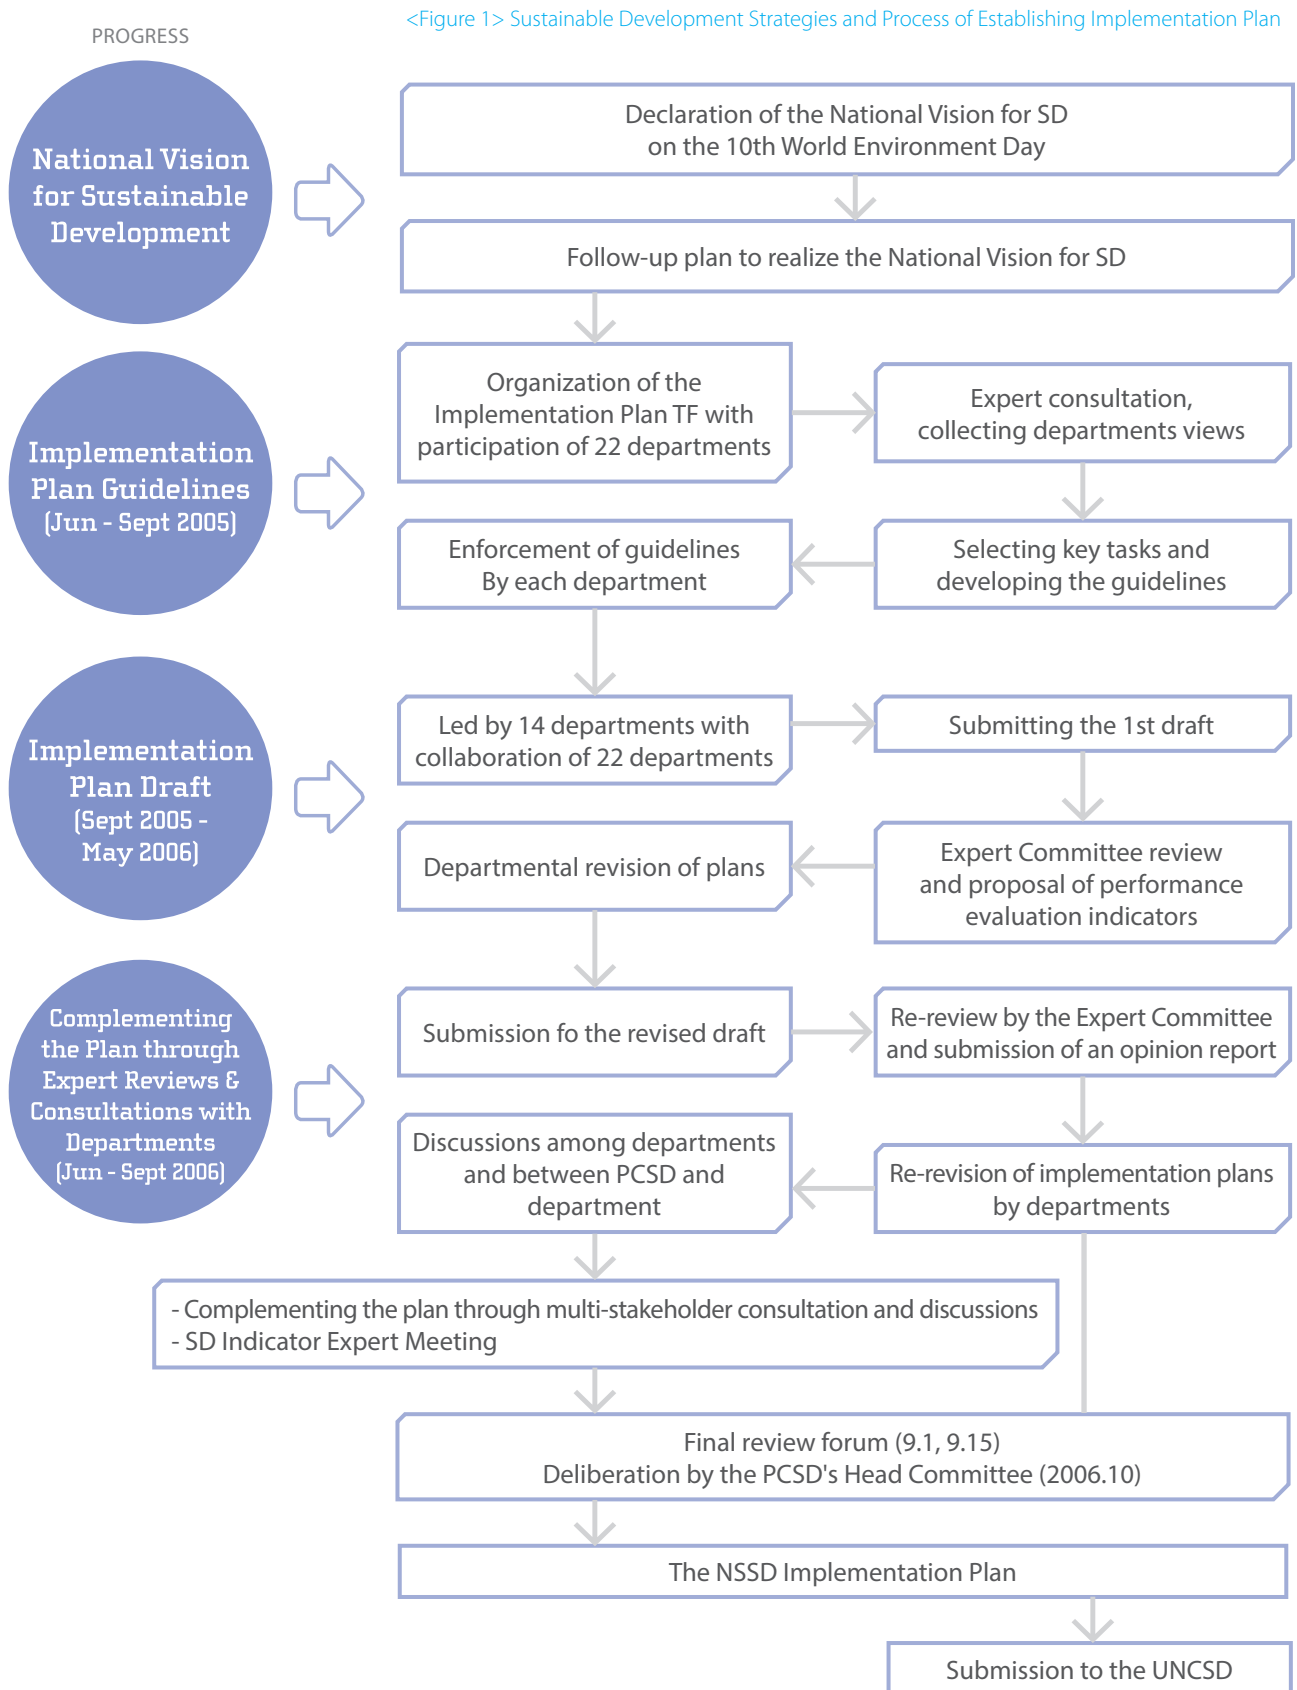 <Figure 1> Sustainable Development Strategies and Process of Establishing Implementation Plan
PROGRESS
National Vision
for Sustainable
Development
Declaration of the National Vision for SD
on the 10th World Environment Day
Follow-up plan to realize the National Vision for SD
Implementation
Plan Guidelines
(Jun - Sept 2005)
Organization of the
Implementation Plan TF with
participation of 22 departments
Expert consultation,
collecting departments views
Enforcement of guidelines
By each department
Selecting key tasks and
developing the guidelines
Implementation
Plan Draft
(Sept 2005 -
May 2006)
Led by 14 departments with
collaboration of 22 departments
Submitting the 1st draft
Departmental revision of plans
Expert Committee review
and proposal of performance
evaluation indicators
Complementing
the Plan through
Expert Reviews &
Consultations with
Departments
(Jun - Sept 2006)
Submission fo the revised draft
Re-review by the Expert Committee
and submission of an opinion report
Discussions among departments
and between PCSD and
department
Re-revision of implementation plans
by departments
- Complementing the plan through multi-stakeholder consultation and discussions
- SD Indicator Expert Meeting
Final review forum (9.1, 9.15)
Deliberation by the PCSD's Head Committee (2006.10)
The NSSD Implementation Plan
Submission to the UNCSD